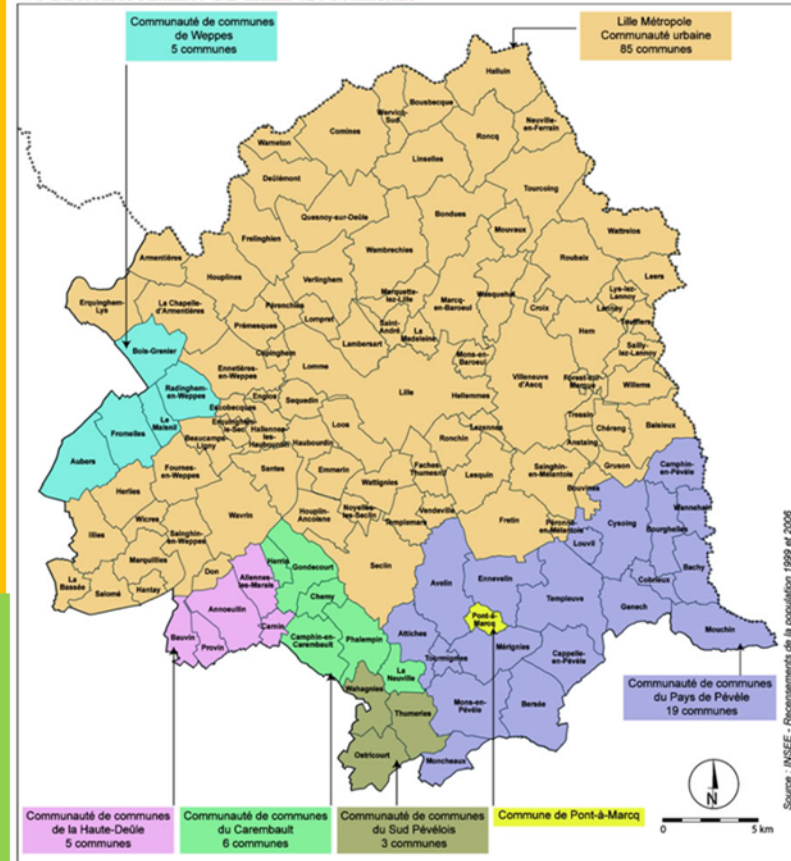 Communauté de communes
de Weppes
5 communes
Lille Métropole
Communauté urbaine
85 communes
Halluin
Bousbecque
Wervicq-
Sud
Neuville-
en-Ferrain
Comines
Roncq
Warneton
Linselles
Deûlémont
Tourcoing
Quesnoy-sur-Deûle
Bondues
Mouvaux
Wattrelos
Frelinghien
Wambrechies
Roubaix
Armentières
Houplines
Verlinghem
Leers
Marquette-
lez-Lille
Marcq-
en-Baroeul
Wasquehal
Lys-lez-
Lannoy
Erquinghem-
Lys
La Chapelle-
d'Armentières
Pérenchies
Lompret
Croix
Lannoy
Toufflers
Prémesques
Saint-
André
La
Madeleine
Hem
Sailly-
lez-Lannoy
Lambersart
Bois-Grenier
Capinghem
Mons-en-
Baroeul
Ennetières-
en-Weppes
Lomme
Villeneuve
d'Ascq
Forest-sur-
Marque
Willems
Radinghem-
en-Weppes
Lille
Hellemmes
Englos
Sequedin
Escobecques
Tressin
Le
Maisnil
Erquinghem-
le-Sec
Hallennes-
lez-
Haubourdin
Loos
Lezennes
Chéreng
Baisieux
Fromelles
Beaucamps-
Ligny
Haubourdin
Ronchin
Anstaing
Aubers
Fournes-
en-Weppes
Santes
Emmerin
Wattignies
Faches-
Thumesnil
Lesquin
Sainghin-
en-Mélantois
Gruson
Camphin-
en-Pévèle
Herlies
Wavrin
Houplin-
Ancoisne
Noyelles-
les-Seclin
Templemars
Vendeville
Bouvines
Wannehain
Illies
Wicres
Sainghin-
en-Weppes
Fretin
Péronne-
en-Mélantois
Cysoing
Bourghelles
Louvil
Marquillies
Seclin
La
Bassée
Salomé
Hantay
Don
Allennes-
les-Marais
Herrin
Gondecourt
Avelin
Ennevelin
Bachy
Cobrieux
Templeuve
Genech
Annoeullin
Chemy
Pont-à-
Marcq
Mouchin
Bauvin
Provin
Carnin
Camphin-en-
Carembault
Phalempin
Attiches
Mérignies
Tourmignies
Cappelle-
en-Pévèle
La
Neuville
Wahagnies
Mons-en-
Pévèle
Bersée
Thumeries
Ostricourt
Moncheaux
Communauté de communes
du Pays de Pévèle
19 communes
Communauté de communes
de la Haute-Deûle
5 communes
Communauté de communes
du Carembault
6 communes
Communauté de communes
du Sud Pévélois
3 communes
Commune de Pont-à-Marcq
N
0
5 km
Source : INSEE - Recensements de la population 1999 et 2006